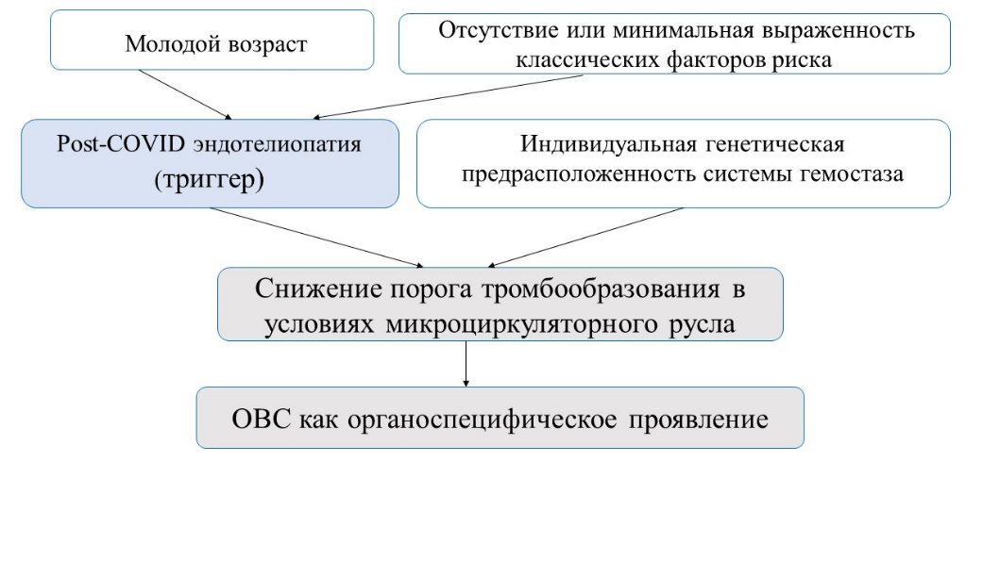 Молодой возраст
Отсутствие или минимальная выраженность
классических факторов риска
Post-COVID эндотелиопатия
(триггер)
Индивидуальная генетическая
предрасположенность системы гемостаза
Снижение порога тромбообразования в
условиях микроциркуляторного русла
ОВС как органоспецифическое проявление